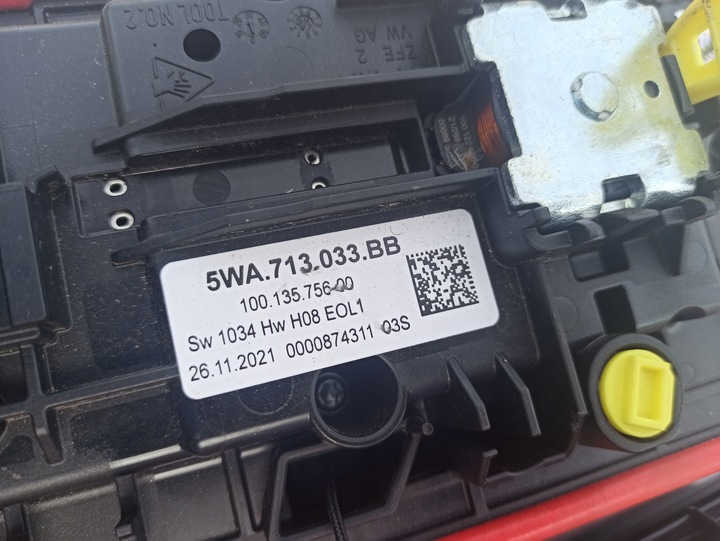 TOOL NO.2
ZFE 2
VW AG
5WA.713.033.BB
100.135.756-00
Sw 1034 Hw H08 EOL1
26.11.2021 0000874311 03S